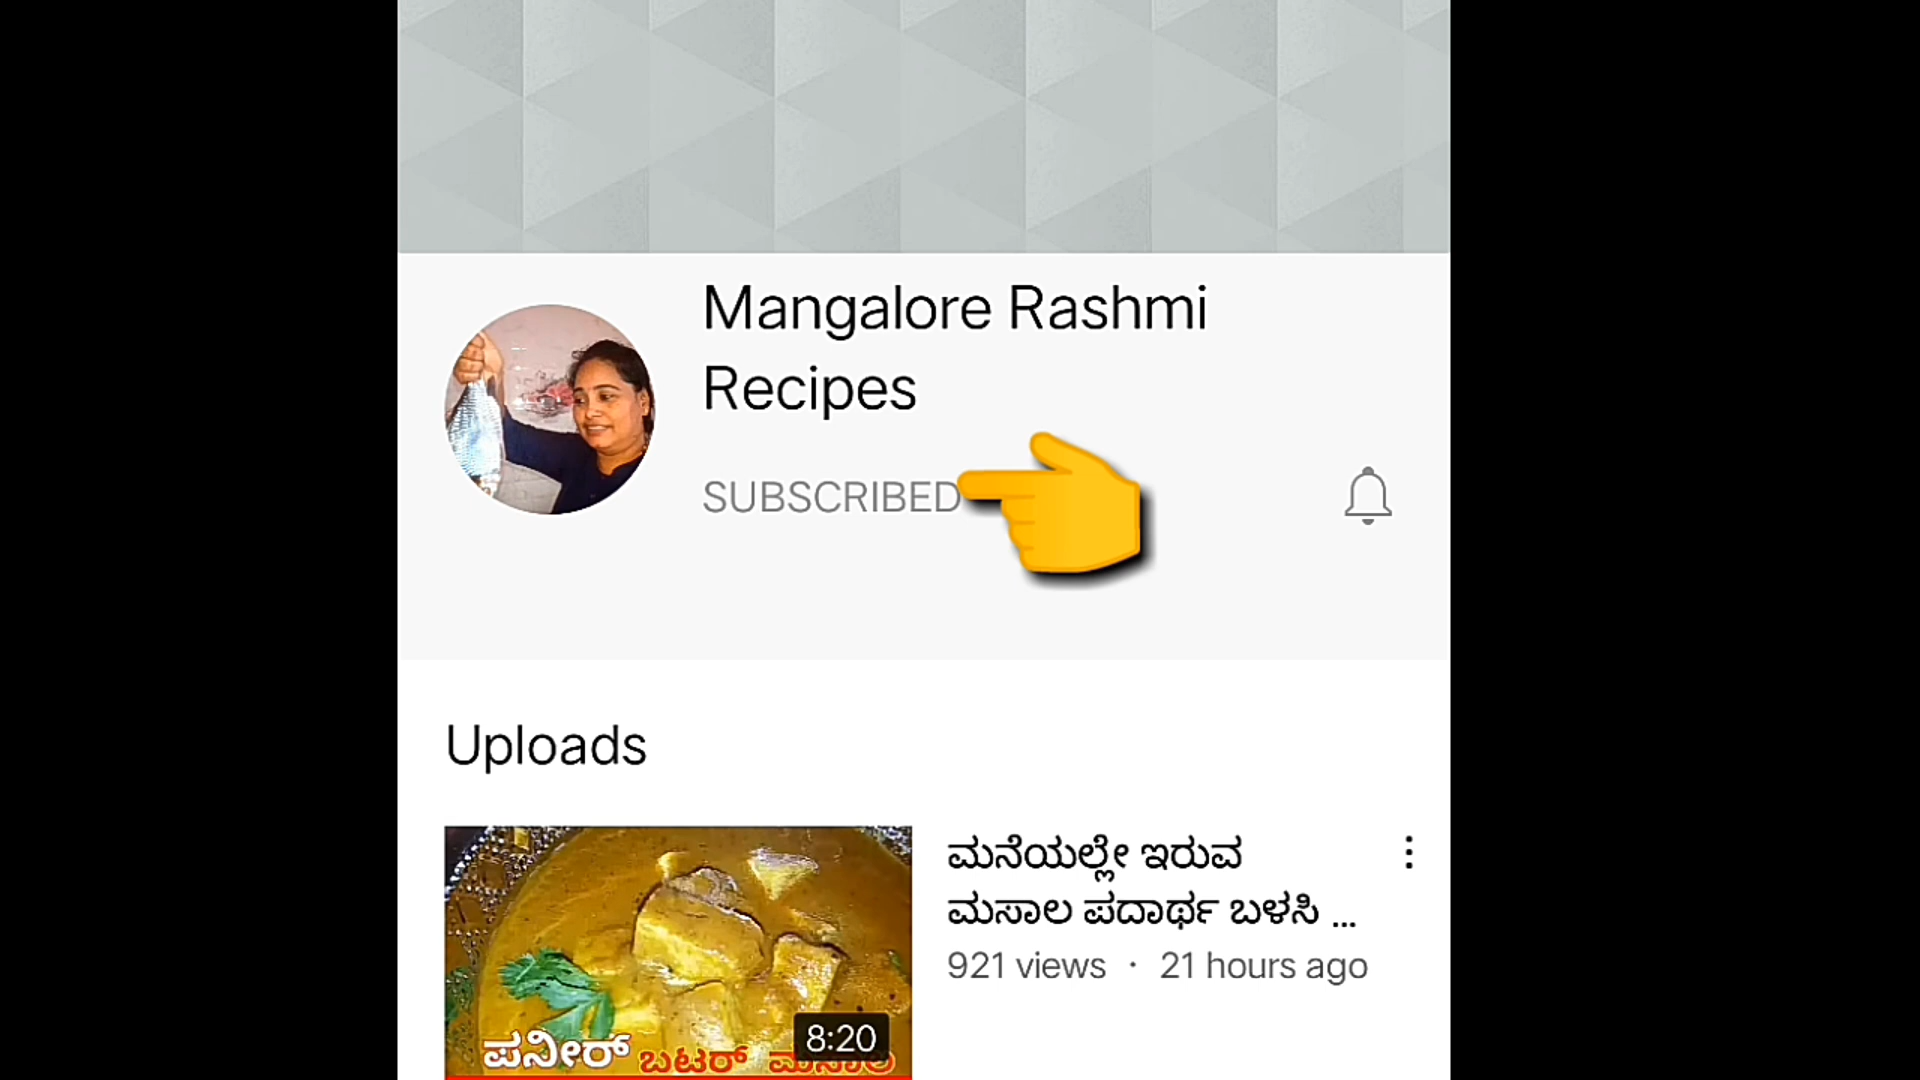 Mangalore Rashmi
Recipes
SUBSCRIBED
Uploads
ಮನೆಯಲ್ಲೇ ಇರುವ
ಮಸಾಲ ಪದಾರ್ಥ ಬಳಸಿ ...
921 views · 21 hours ago
8:20
ಪನೀರ್ ಬಟರ್ ಮಸಾಲ